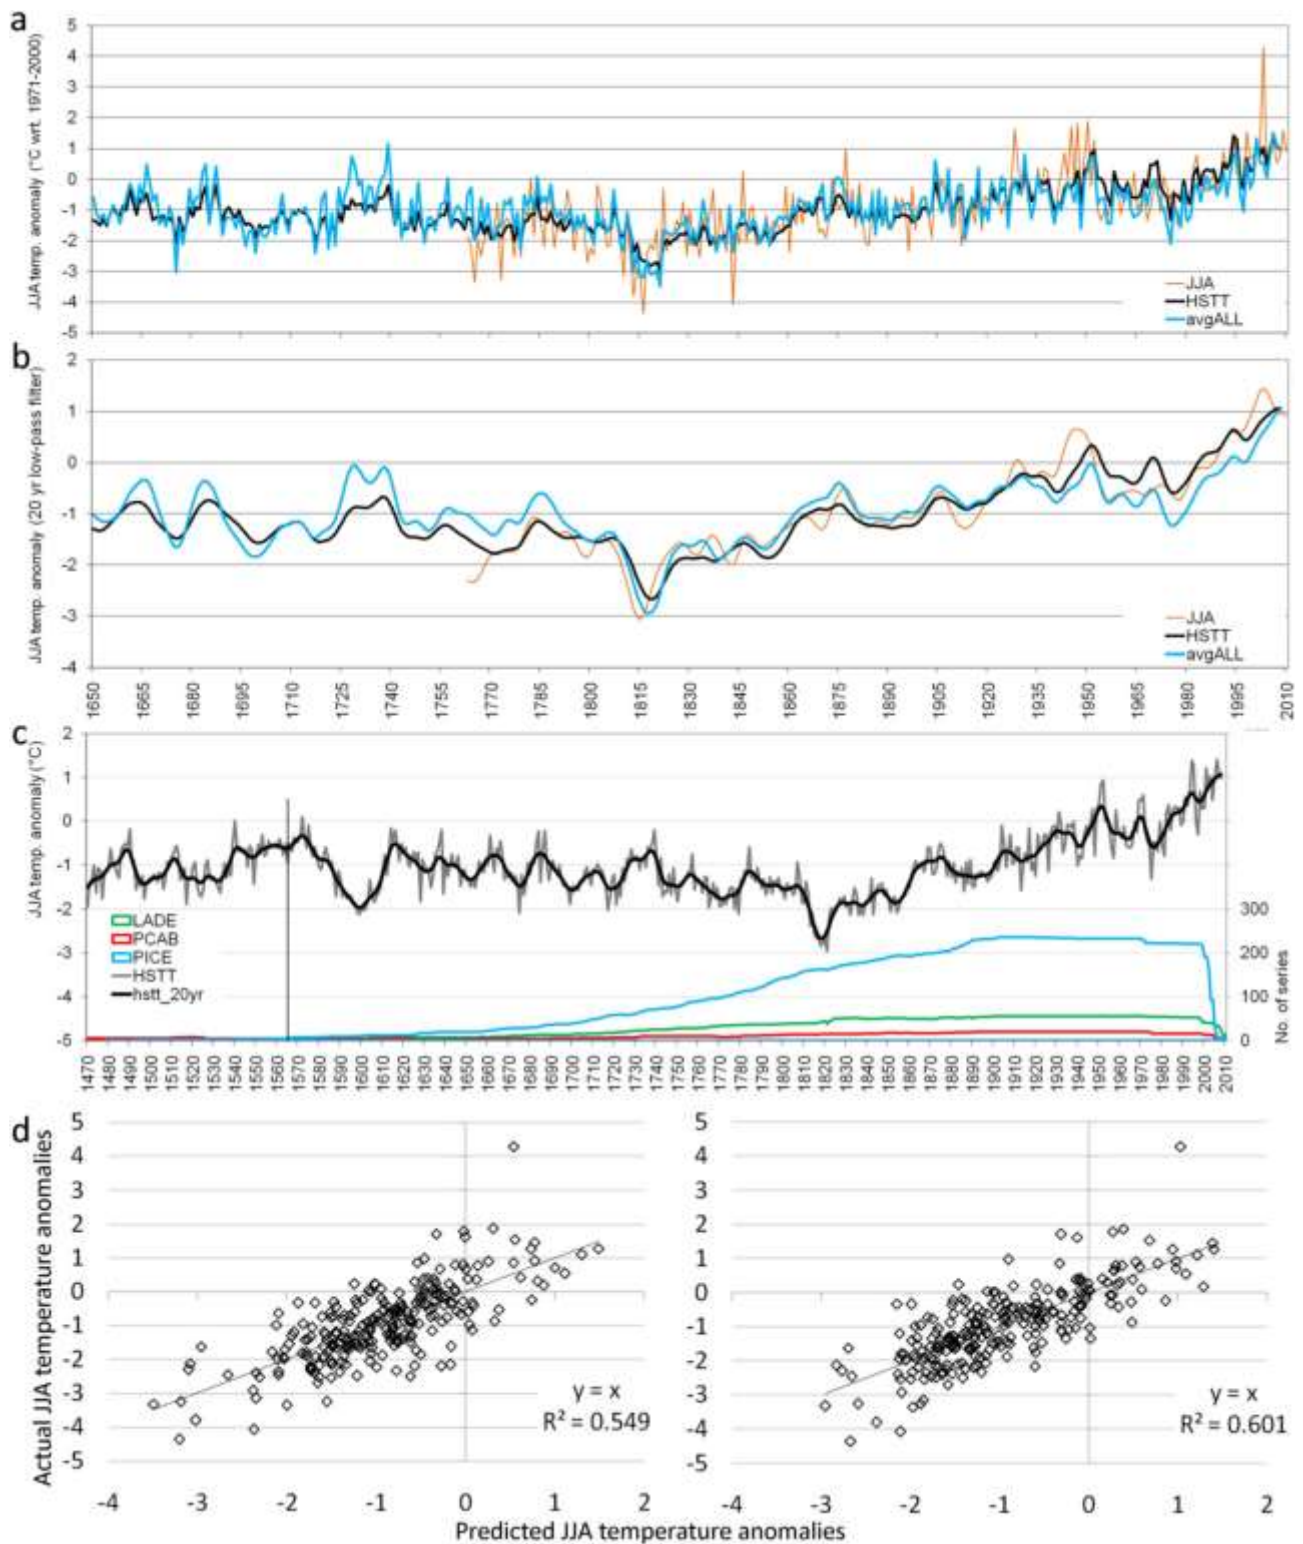 a
JJA temp. anomaly (°C wrt. 1971-2000)
5
4
3
2
1
0
-1
-2
-3
-4
-5
JJA
HSTT
avgALL
b
JJA temp. anomaly (20 yr low-pass filter)
2
1
0
-1
-2
-3
-4
JJA
HSTT
avgALL
1650 1665 1680 1695 1710 1725 1740 1755 1770 1785 1800 1815 1830 1845 1860 1875 1890 1905 1920 1935 1950 1965 1980 1995 2010
c
JJA temp. anomaly (°C)
2
1
0
-1
-2
-3
-4
-5
LADE
PCAB
PICE
HSTT
hstt_20yr
300
200
100
0
No. of series
1470 1480 1490 1500 1510 1520 1530 1540 1550 1560 1570 1580 1590 1600 1610 1620 1630 1640 1650 1660 1670 1680 1690 1700 1710 1720 1730 1740 1750 1760 1770 1780 1790 1800 1810 1820 1830 1840 1850 1860 1870 1880 1890 1900 1910 1920 1930 1940 1950 1960 1970 1980 1990 2000 2010
d
Actual JJA temperature anomalies
5
4
3
2
1
0
-1
-2
-3
-4
-5
y = x
R² = 0.549
-4 -3 -2 -1 0 1 2
5
4
3
2
1
0
-1
-2
-3
-4
-5
y = x
R² = 0.601
-4 -3 -2 -1 0 1 2
Predicted JJA temperature anomalies